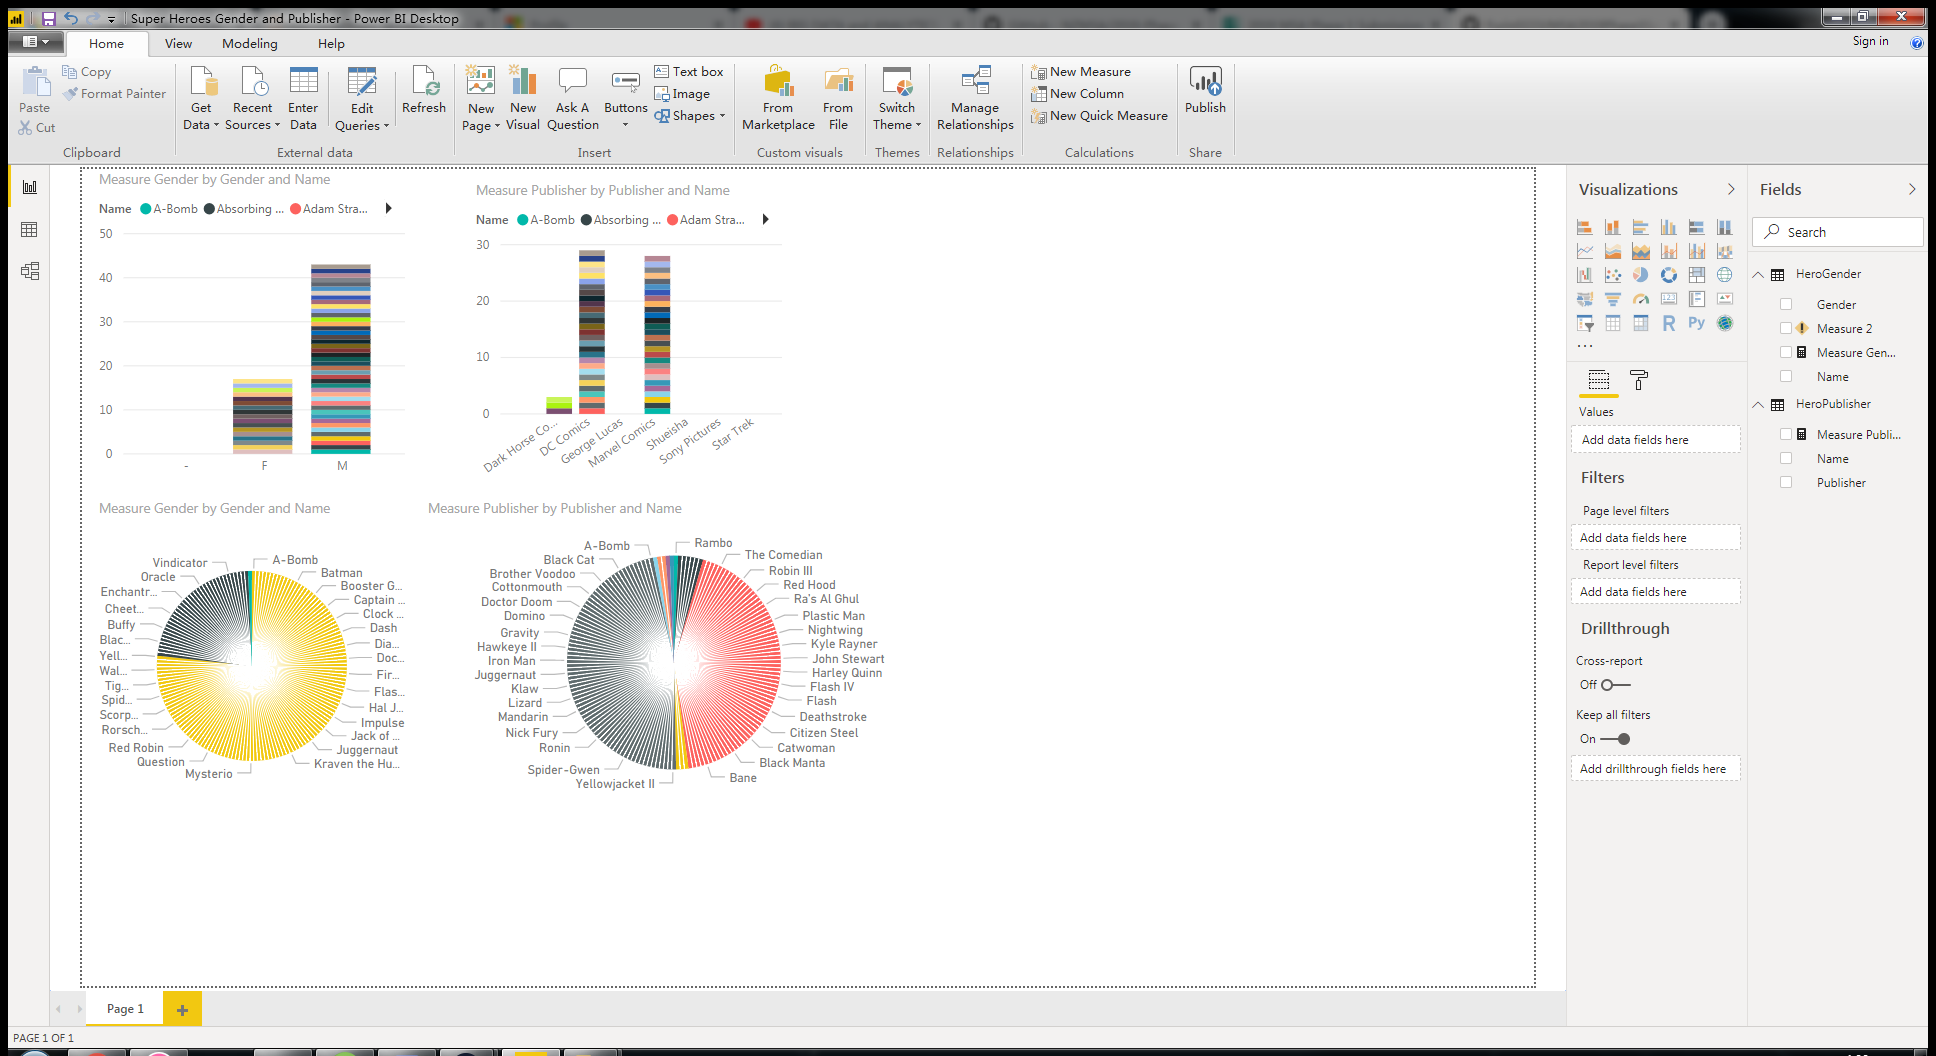 Super Heroes Gender and Publisher - Power BI Desktop
Home View Modeling Help
Sign in
Paste
Copy
Format Painter
Cut
Clipboard
Get Data
Recent Sources
Enter Data
Edit Queries
Refresh
External data
New Page
New Visual
Ask A Question
Buttons
Text box
Image
Shapes
Insert
From Marketplace
From File
Custom visuals
Switch Theme
Themes
Manage Relationships
Relationships
New Measure
New Column
New Quick Measure
Calculations
Publish
Share
Measure Gender by Gender and Name
Name A-Bomb Absorbing ... Adam Stra...
50
40
30
20
10
0
- F M
Measure Publisher by Publisher and Name
Name A-Bomb Absorbing ... Adam Stra...
30
20
10
0
Dark Horse Co...
DC Comics
George Lucas
Marvel Comics
Shueisha
Sony Pictures
Star Trek
Measure Gender by Gender and Name
A-Bomb
Batman
Booster G...
Captain ...
Clock ...
Dash
Dia...
Doc...
Fir...
Flas...
Hal J...
Impulse
Jack of ...
Juggernaut
Kraven the Hu...
Mysterio
Question
Red Robin
Rorsch...
Scorp...
Spid...
Tig...
Wal...
Yell...
Blac...
Buffy
Cheet...
Enchantr...
Oracle
Vindicator
Measure Publisher by Publisher and Name
Rambo
The Comedian
Robin III
Red Hood
Ra's Al Ghul
Plastic Man
Nightwing
Kyle Rayner
John Stewart
Harley Quinn
Flash IV
Flash
Deathstroke
Citizen Steel
Catwoman
Black Manta
Bane
Yellowjacket II
Spider-Gwen
Ronin
Nick Fury
Mandarin
Lizard
Klaw
Juggernaut
Iron Man
Hawkeye II
Gravity
Domino
Doctor Doom
Cottonmouth
Brother Voodoo
Black Cat
A-Bomb
Visualizations
R Py
...
Values
Add data fields here
Filters
Page level filters
Add data fields here
Report level filters
Add data fields here
Drillthrough
Cross-report
Off
Keep all filters
On
Add drillthrough fields here
Fields
Search
HeroGender
Gender
Measure 2
Measure Gen...
Name
HeroPublisher
Measure Publi...
Name
Publisher
Page 1
PAGE 1 OF 1